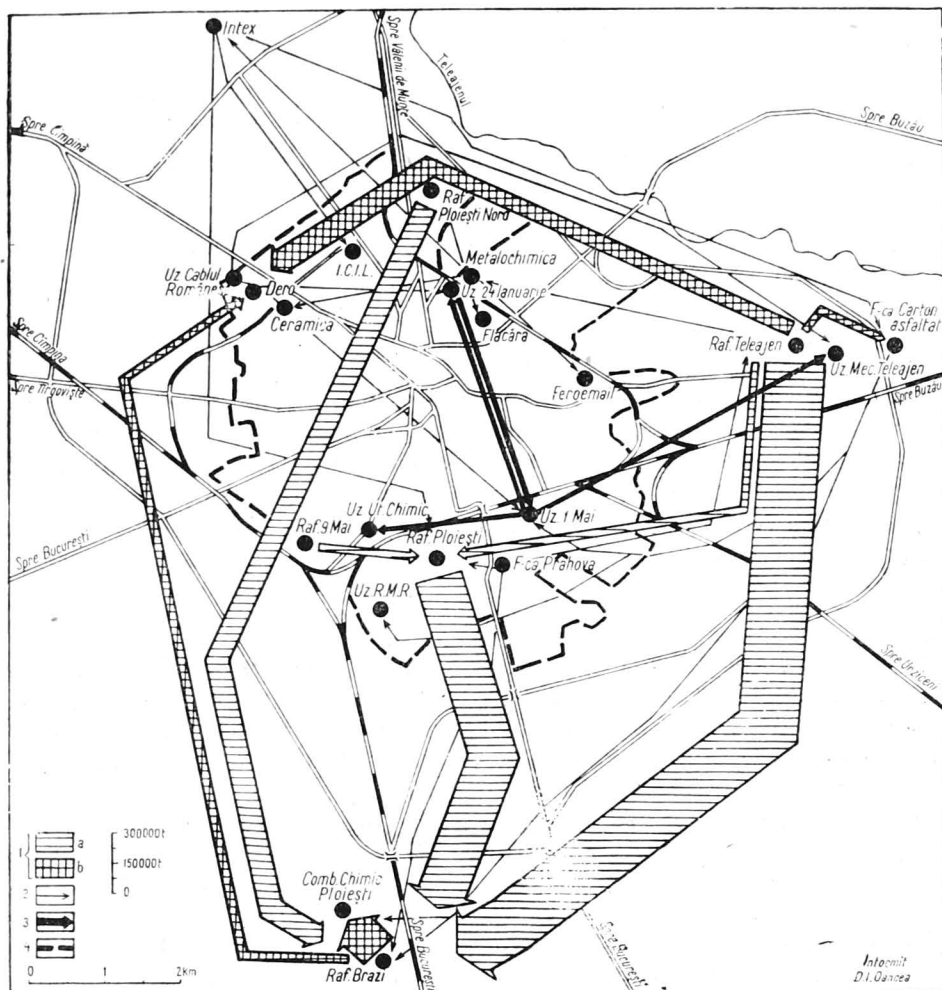 Intex
Spre Vălenii de Munte
Teleajenul
Spre Buzău
Spre Cîmpina
Raf.
Ploiești Nord
I.C.I.L.
Metalochimica
Uz. Cablul
Românesc
Dero
Uz. 24 Ianuarie
Ceramica
Flacăra
F-ca Carton
asfaltat
Raf. Teleajen
Uz. Mec. Teleajen
Spre Cîmpina
Spre Tîrgoviște
Feroemail
Spre Buzău
Uz. Ut. Chimic
Uz. 1 Mai
Raf. 9 Mai
Raf. Ploiești
F-ca Prahova
Spre București
Uz. R.M.R.
Spre Urziceni
1
a
b
300000t
150000t
0
2
3
4
0 1 2km
Comb. Chimic
Ploiești
Raf. Brazi
Spre București
Spre București
Întocmit
D.I. Oancea